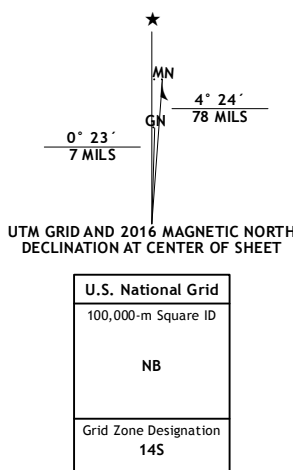 ★
MN
GN
4° 24´
78 MILS
0° 23´
7 MILS
UTM GRID AND 2016 MAGNETIC NORTH
DECLINATION AT CENTER OF SHEET
U.S. National Grid
100,000-m Square ID
NB
Grid Zone Designation
14S